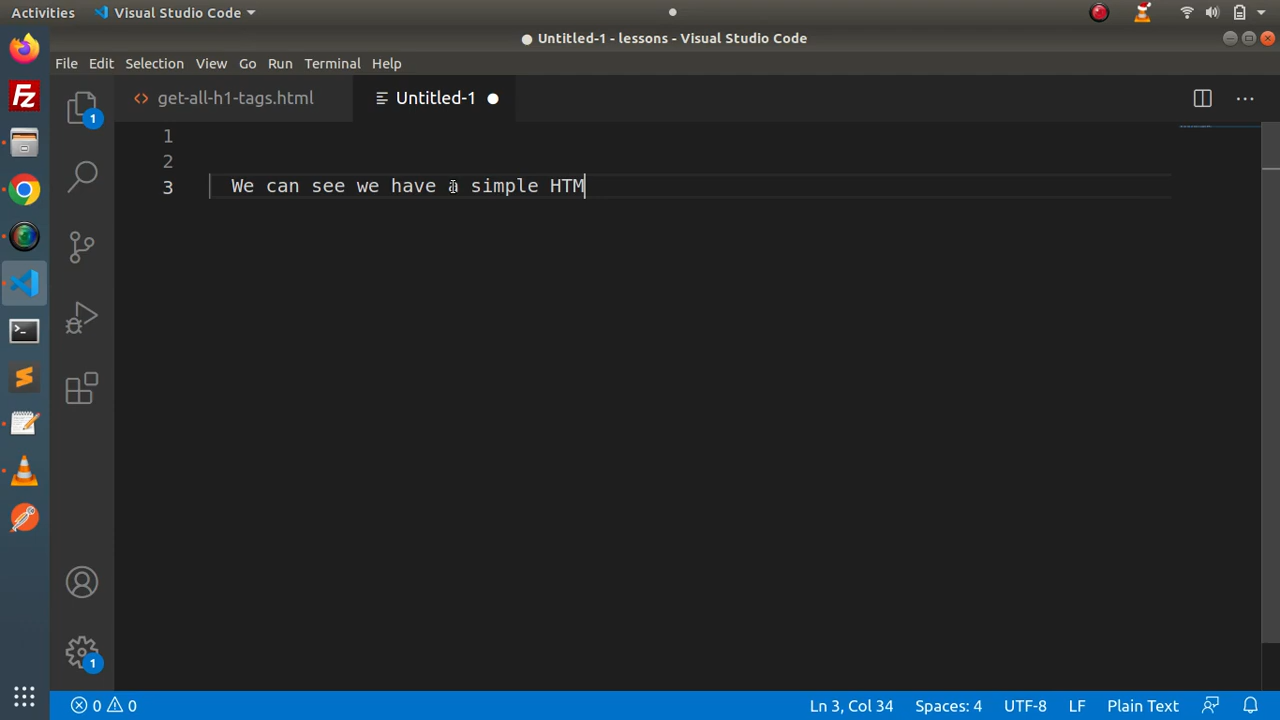 Activities Visual Studio Code
Untitled-1 - lessons - Visual Studio Code
File Edit Selection View Go Run Terminal Help
get-all-h1-tags.html Untitled-1
1
2
3 We can see we have a simple HTM
1
1
Fz
0 0 Ln 3, Col 34 Spaces: 4 UTF-8 LF Plain Text